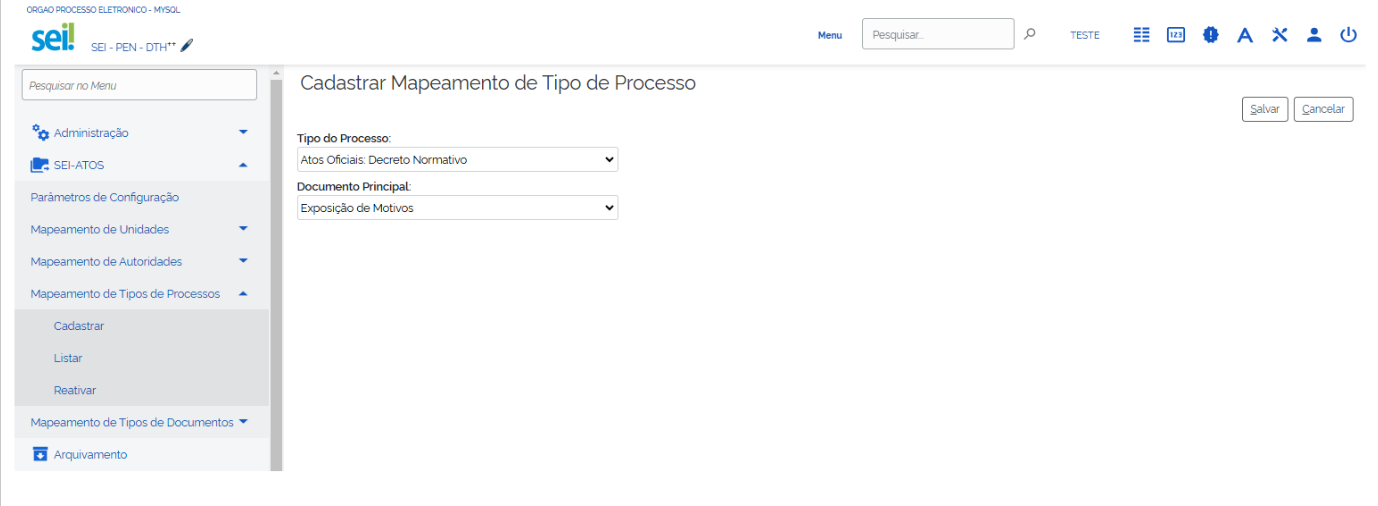 ORGAO PROCESSO ELETRONICO - MYSQL
sei!
SEI - PEN - DTH++
Menu
Pesquisar...
TESTE
123
A
Pesquisar no Menu
Administração
SEI-ATOS
Parâmetros de Configuração
Mapeamento de Unidades
Mapeamento de Autoridades
Mapeamento de Tipos de Processos
Cadastrar
Listar
Reativar
Mapeamento de Tipos de Documentos
Arquivamento
Cadastrar Mapeamento de Tipo de Processo
Salvar Cancelar
Tipo do Processo:
Atos Oficiais: Decreto Normativo
Documento Principal:
Exposição de Motivos